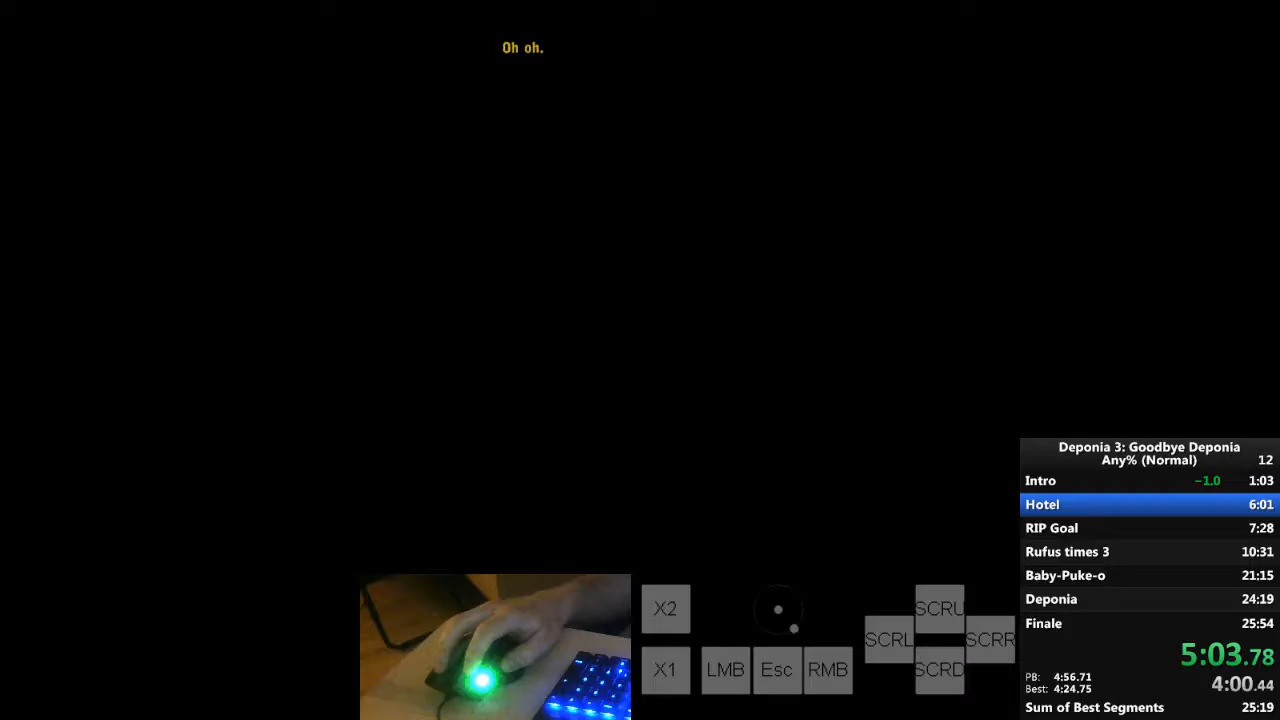 Oh oh.
Deponia 3: Goodbye Deponia
Any% (Normal) 12
Intro −1.0 1:03
Hotel 6:01
RIP Goal 7:28
Rufus times 3 10:31
Baby-Puke-o 21:15
Deponia 24:19
Finale 25:54
5:03.78
PB: 4:56.71
Best: 4:24.75
4:00.44
Sum of Best Segments 25:19
X2 SCRU
SCRL SCRR
X1 LMB Esc RMB SCRD